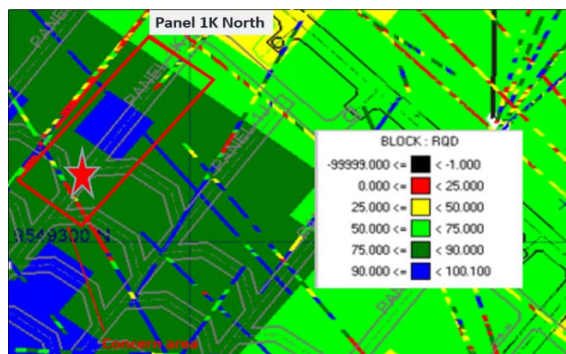 Panel 1K North
BLOCK : RQD
-99999.000 <= < -1.000
0.000 <= < 25.000
25.000 <= < 50.000
50.000 <= < 75.000
75.000 <= < 90.000
90.000 <= < 100.100
8549300 N
Concern area